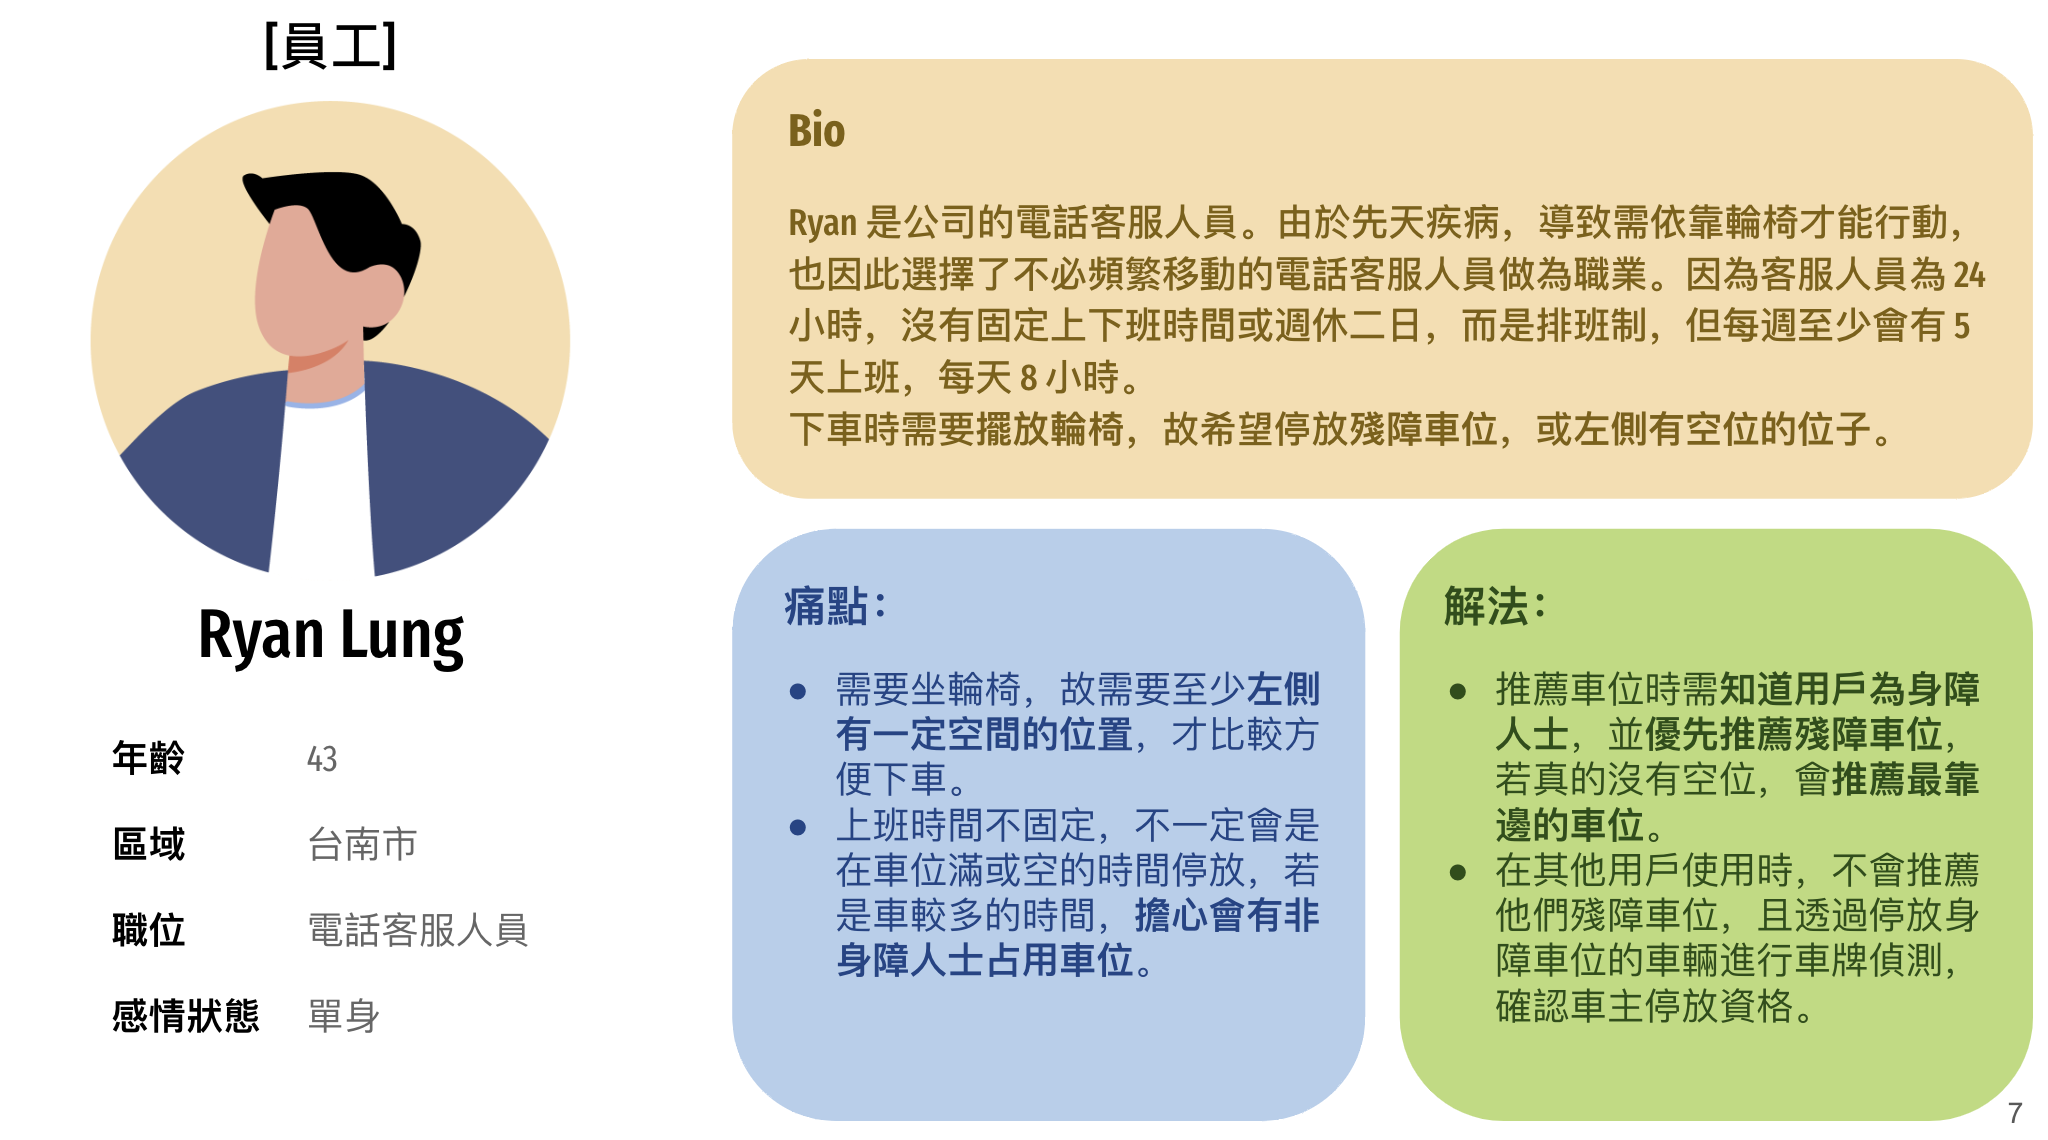 [員工]
Ryan Lung
年齡 43
區域 台南市
職位 電話客服人員
感情狀態 單身
Bio
Ryan 是公司的電話客服人員。由於先天疾病，導致需依靠輪椅才能行動，
也因此選擇了不必頻繁移動的電話客服人員做為職業。因為客服人員為 24
小時，沒有固定上下班時間或週休二日，而是排班制，但每週至少會有 5
天上班，每天 8 小時。
下車時需要擺放輪椅，故希望停放殘障車位，或左側有空位的位子。
痛點：
● 需要坐輪椅，故需要至少左側
有一定空間的位置，才比較方
便下車。
● 上班時間不固定，不一定會是
在車位滿或空的時間停放，若
是車較多的時間，擔心會有非
身障人士占用車位。
解法：
● 推薦車位時需知道用戶為身障
人士，並優先推薦殘障車位，
若真的沒有空位，會推薦最靠
邊的車位。
● 在其他用戶使用時，不會推薦
他們殘障車位，且透過停放身
障車位的車輛進行車牌偵測，
確認車主停放資格。
7